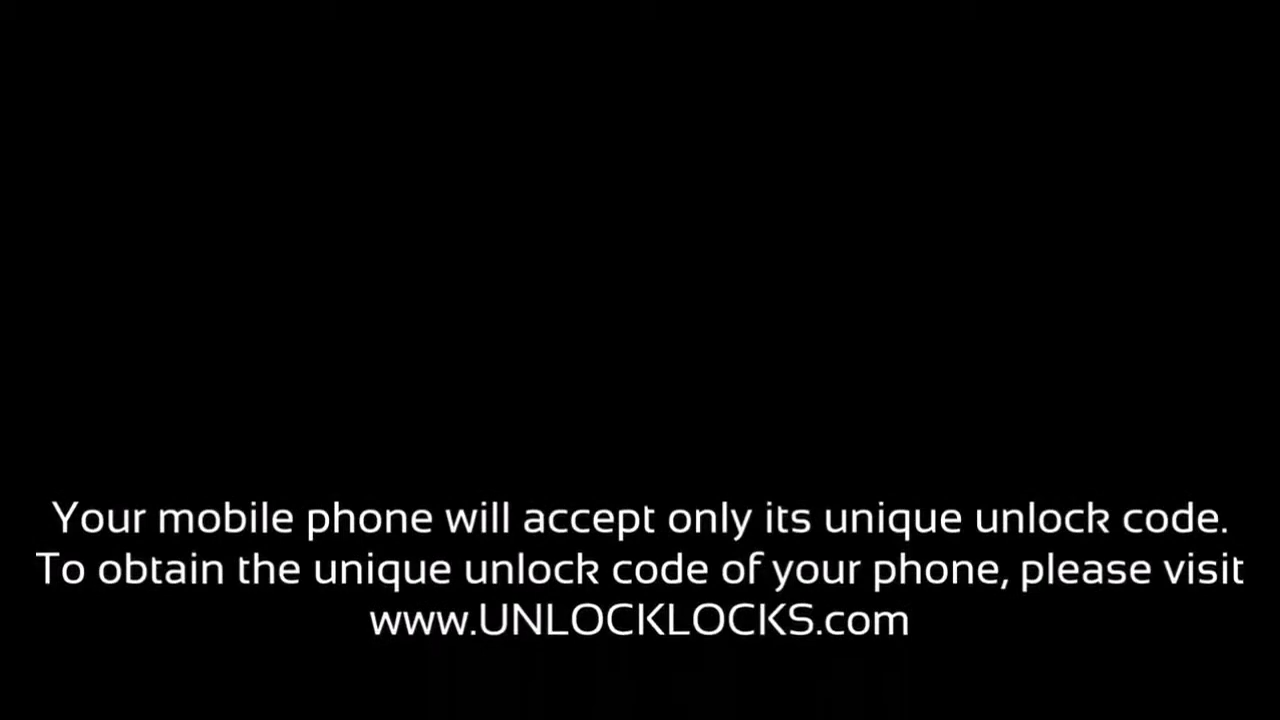 Your mobile phone will accept only its unique unlock code.
To obtain the unique unlock code of your phone, please visit
www.UNLOCKLOCKS.com